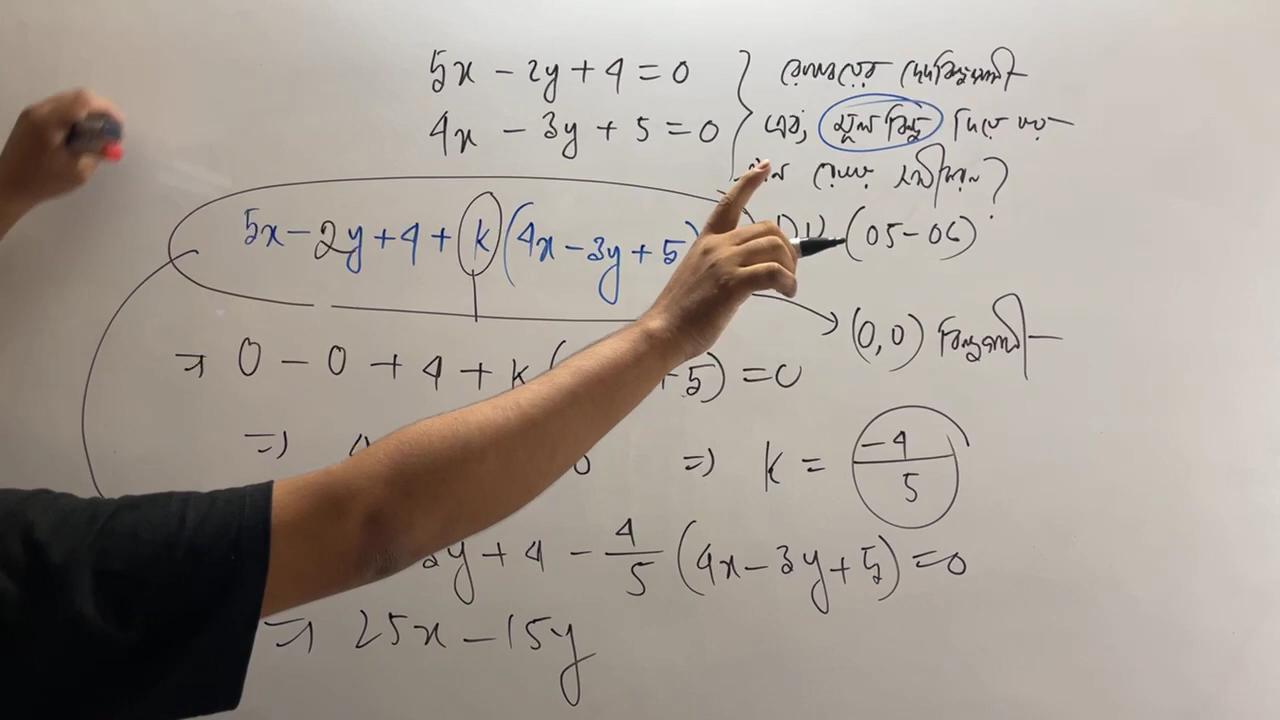 5x - 2y + 4 = 0
4x - 3y + 5 = 0
রেখাদ্বয়ের ছেদবিন্দুগামী
এবং মূল বিন্দু দিয়ে যায়
রেখার সমীকরণ?
5x - 2y + 4 + k(4x - 3y + 5)
DU (05-06)
(0,0) বিন্দুগামী
⇒ 0 - 0 + 4 + k( +5) = 0
⇒ 0 ⇒ k = -4/5
2y + 4 - 4/5 (4x - 3y + 5) = 0
⇒ 25x - 15y